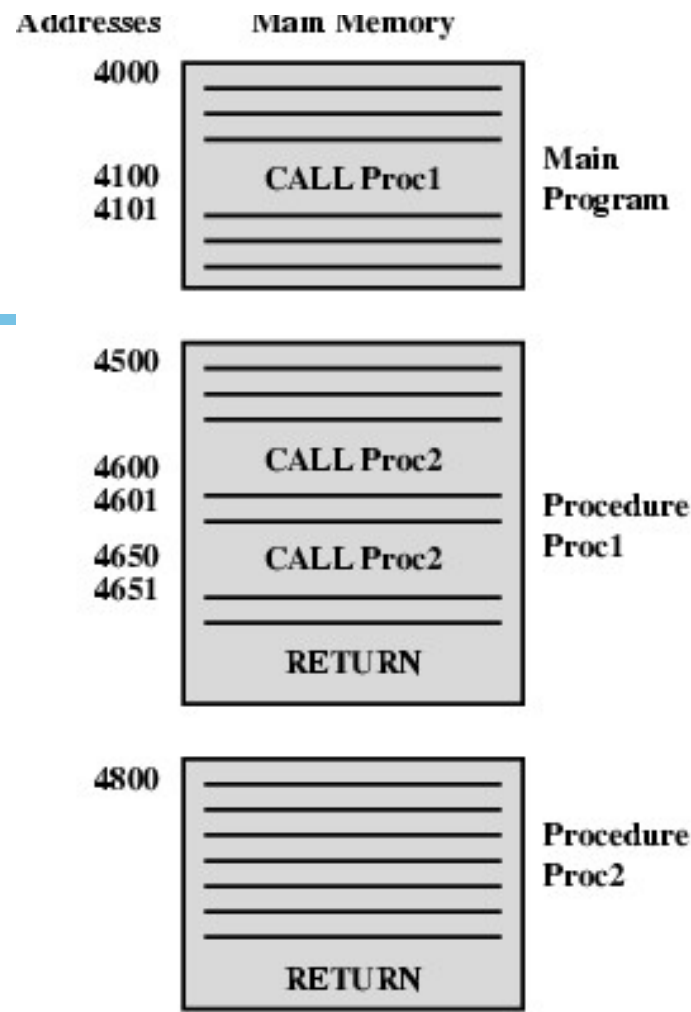 Addresses Main Memory
4000
4100 CALL Proc1
4101
Main
Program
4500
4600 CALL Proc2
4601
4650 CALL Proc2
4651
Procedure
Proc1
RETURN
4800
Procedure
Proc2
RETURN